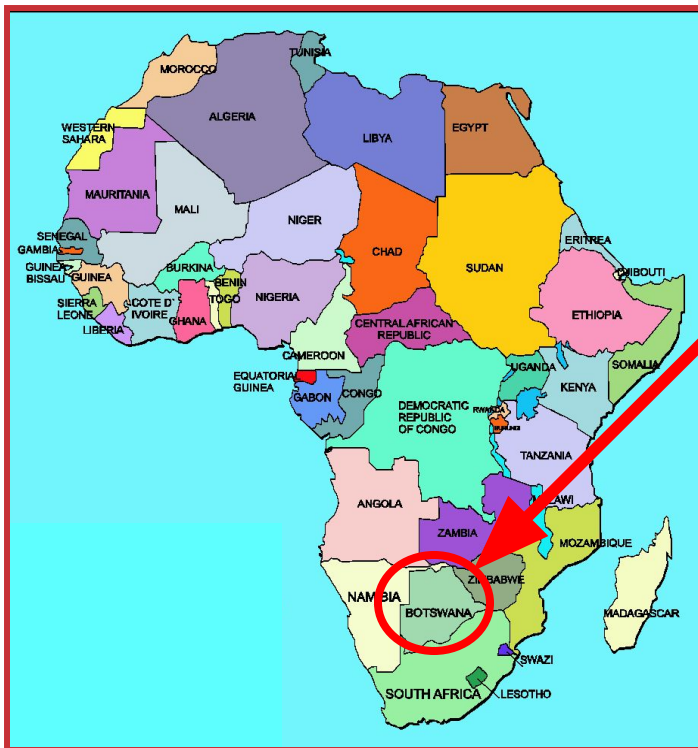 TUNISIA
MOROCCO
ALGERIA
LIBYA
EGYPT
WESTERN
SAHARA
MAURITANIA
MALI
NIGER
CHAD
SUDAN
ERITREA
DJIBOUTI
SENEGAL
GAMBIA
GUINEA
BISSAU
GUINEA
BURKINA
BENIN
NIGERIA
SIERRA
LEONE
COTE D'
IVOIRE
GHANA
TOGO
LIBERIA
ETHIOPIA
CENTRAL AFRICAN
REPUBLIC
CAMEROON
SOMALIA
UGANDA
EQUATORIAL
GUINEA
GABON
CONGO
KENYA
DEMOCRATIC
REPUBLIC
OF CONGO
RWANDA
BURUNDI
TANZANIA
ANGOLA
MALAWI
ZAMBIA
MOZAMBIQUE
ZIMBABWE
NAMIBIA
BOTSWANA
MADAGASCAR
SWAZI
SOUTH AFRICA
LESOTHO